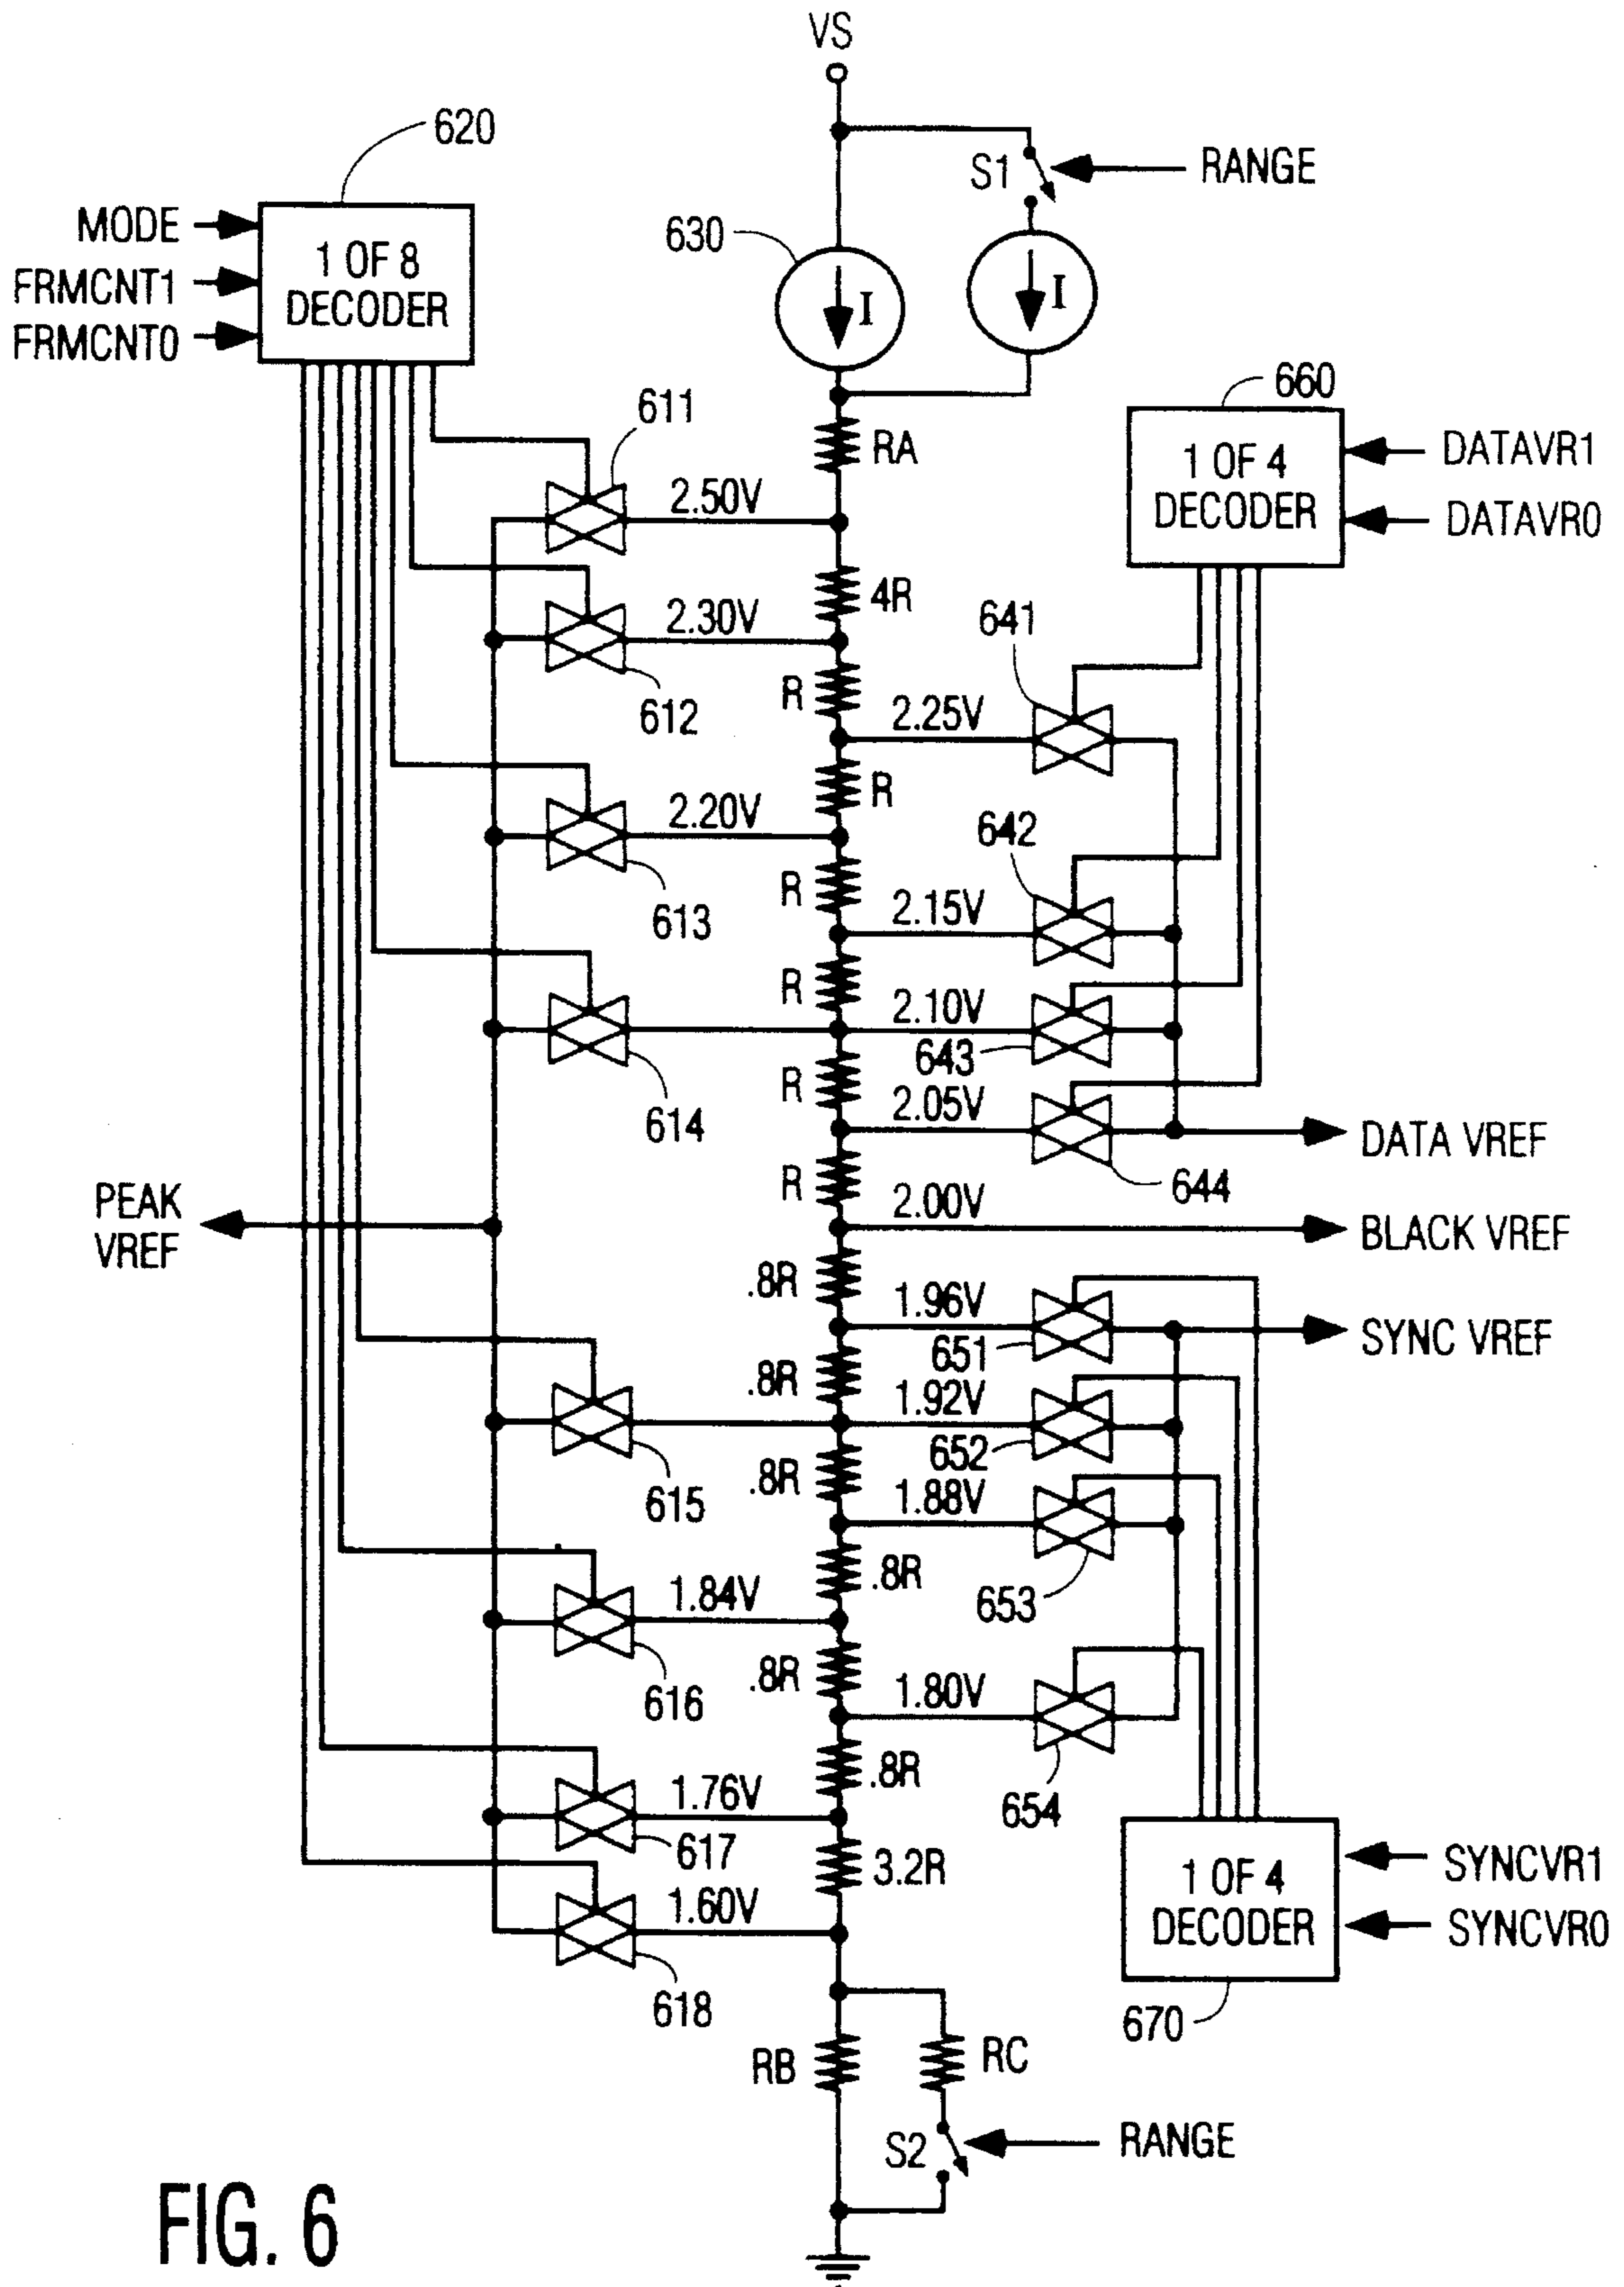 VS
620
S1
RANGE
MODE
FRMCNT1
FRMCNT0
1 OF 8
DECODER
630
I
I
660
611
RA
1 OF 4
DECODER
DATAVR1
DATAVR0
2.50V
4R
641
2.30V
612
R
2.25V
R
2.20V
642
613
R
2.15V
R
2.10V
643
614
R
2.05V
DATA VREF
644
R
PEAK
VREF
2.00V
BLACK VREF
.8R
1.96V
651
SYNC VREF
.8R
1.92V
652
615
.8R
1.88V
653
.8R
1.84V
616
.8R
1.80V
654
.8R
1.76V
617
3.2R
1 OF 4
DECODER
SYNCVR1
SYNCVR0
1.60V
618
670
RB
RC
S2
RANGE
FIG. 6